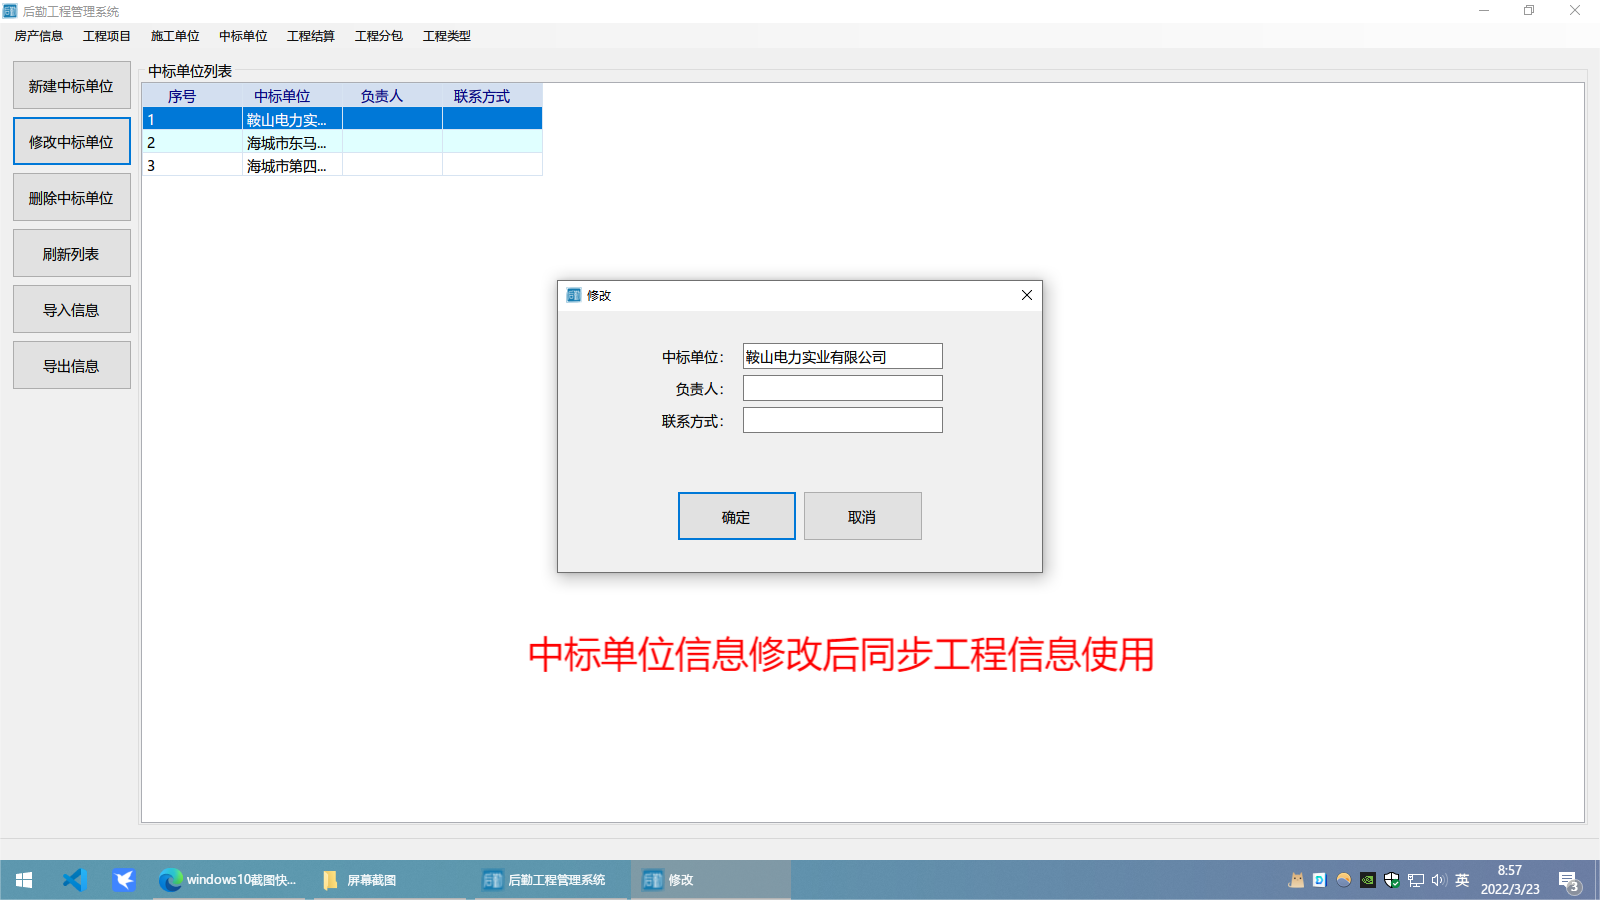 后勤工程管理系统
房产信息 工程项目 施工单位 中标单位 工程结算 工程分包 工程类型
新建中标单位
修改中标单位
删除中标单位
刷新列表
导入信息
导出信息
中标单位列表
序号 中标单位 负责人 联系方式
1 鞍山电力实...
2 海城市东马...
3 海城市第四...
修改
中标单位：
鞍山电力实业有限公司
负责人：
联系方式：
确定 取消
中标单位信息修改后同步工程信息使用
windows10截图快... 屏幕截图 后勤工程管理系统 修改
英
8:57
2022/3/23
3